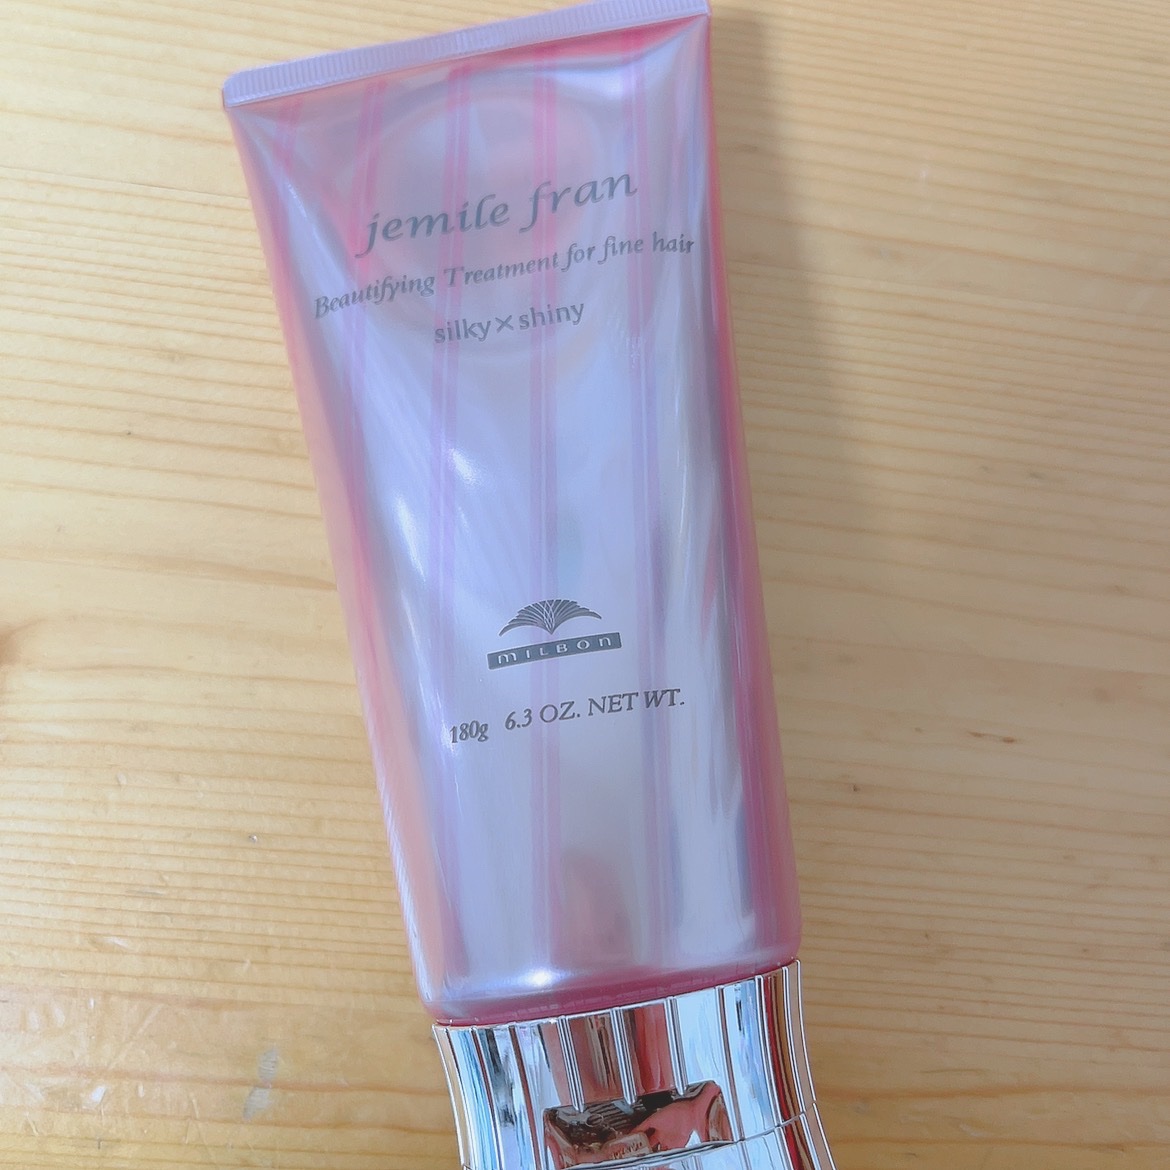 jemile fran
Beautifying Treatment for fine hair
silky×shiny
MILBON
180g 6.3 OZ. NET WT.